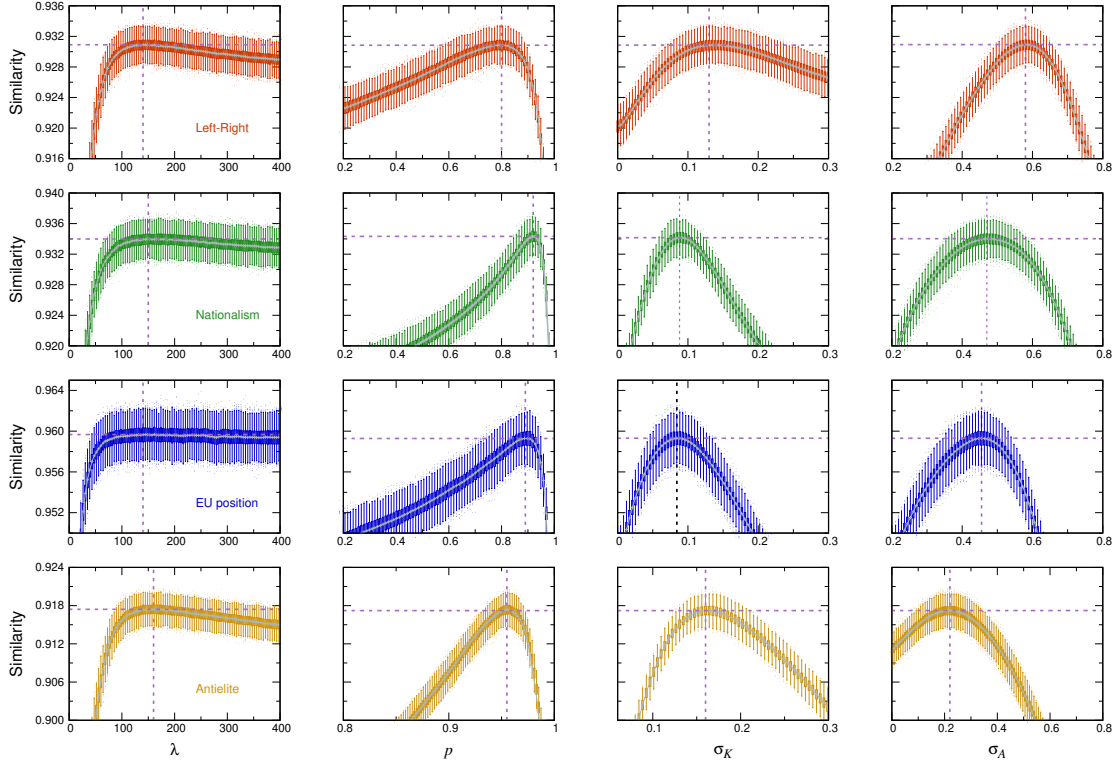 Similarity
0.936
0.932
0.928
0.924
0.920
0.916
Left-Right
0 100 200 300 400
0.2 0.4 0.6 0.8 1
0 0.1 0.2 0.3
0.2 0.4 0.6 0.8
Similarity
0.940
0.936
0.932
0.928
0.924
0.920
Nationalism
0 100 200 300 400
0.2 0.4 0.6 0.8 1
0 0.1 0.2 0.3
0.2 0.4 0.6 0.8
Similarity
0.964
0.960
0.956
0.952
EU position
0 100 200 300 400
0.2 0.4 0.6 0.8 1
0 0.1 0.2 0.3
0.2 0.4 0.6 0.8
Similarity
0.924
0.918
0.912
0.906
0.900
Antielite
0 100 200 300 400
0.8 0.9 1
0.1 0.2 0.3
0 0.2 0.4 0.6 0.8
λ p σK σA